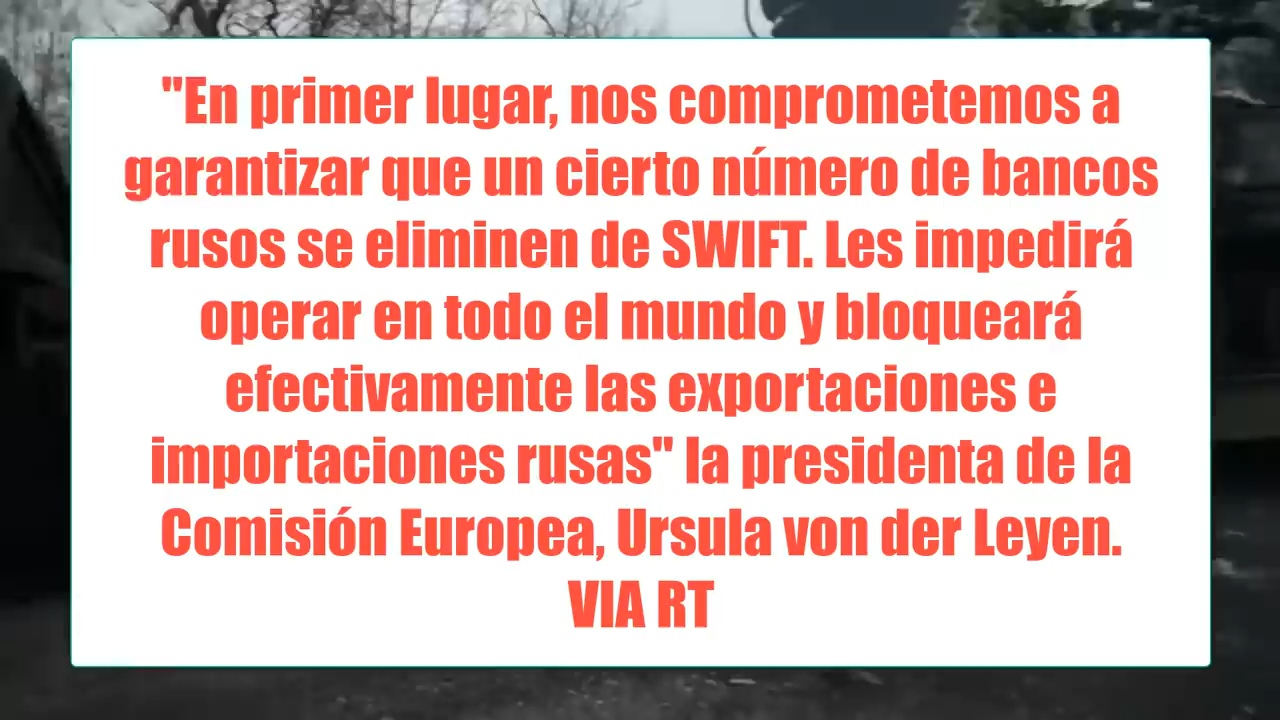 "En primer lugar, nos comprometemos a
garantizar que un cierto número de bancos
rusos se eliminen de SWIFT. Les impedirá
operar en todo el mundo y bloqueará
efectivamente las exportaciones e
importaciones rusas" la presidenta de la
Comisión Europea, Ursula von der Leyen.
VIA RT